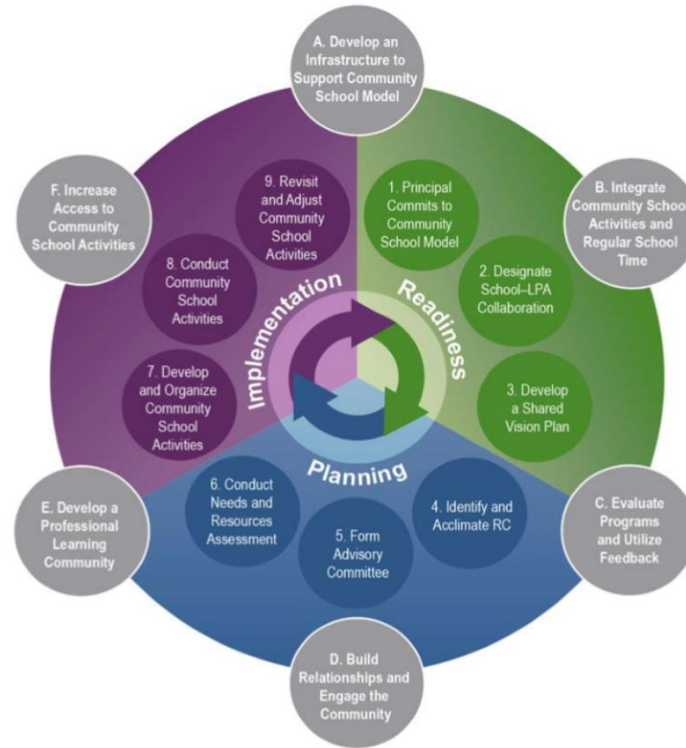 A. Develop an
Infrastructure to
Support Community
School Model
B. Integrate
Community School
Activities and
Regular School
Time
C. Evaluate
Programs
and Utilize
Feedback
D. Build
Relationships and
Engage the
Community
E. Develop a
Professional
Learning
Community
F. Increase
Access to
Community
School Activities
Readiness
1. Principal
Commits to
Community
School Model
2. Designate
School–LPA
Collaboration
3. Develop
a Shared
Vision Plan
Planning
4. Identify and
Acclimate RC
5. Form
Advisory
Committee
6. Conduct
Needs and
Resources
Assessment
Implementation
7. Develop
and Organize
Community
School
Activities
8. Conduct
Community
School
Activities
9. Revisit
and Adjust
Community
School
Activities